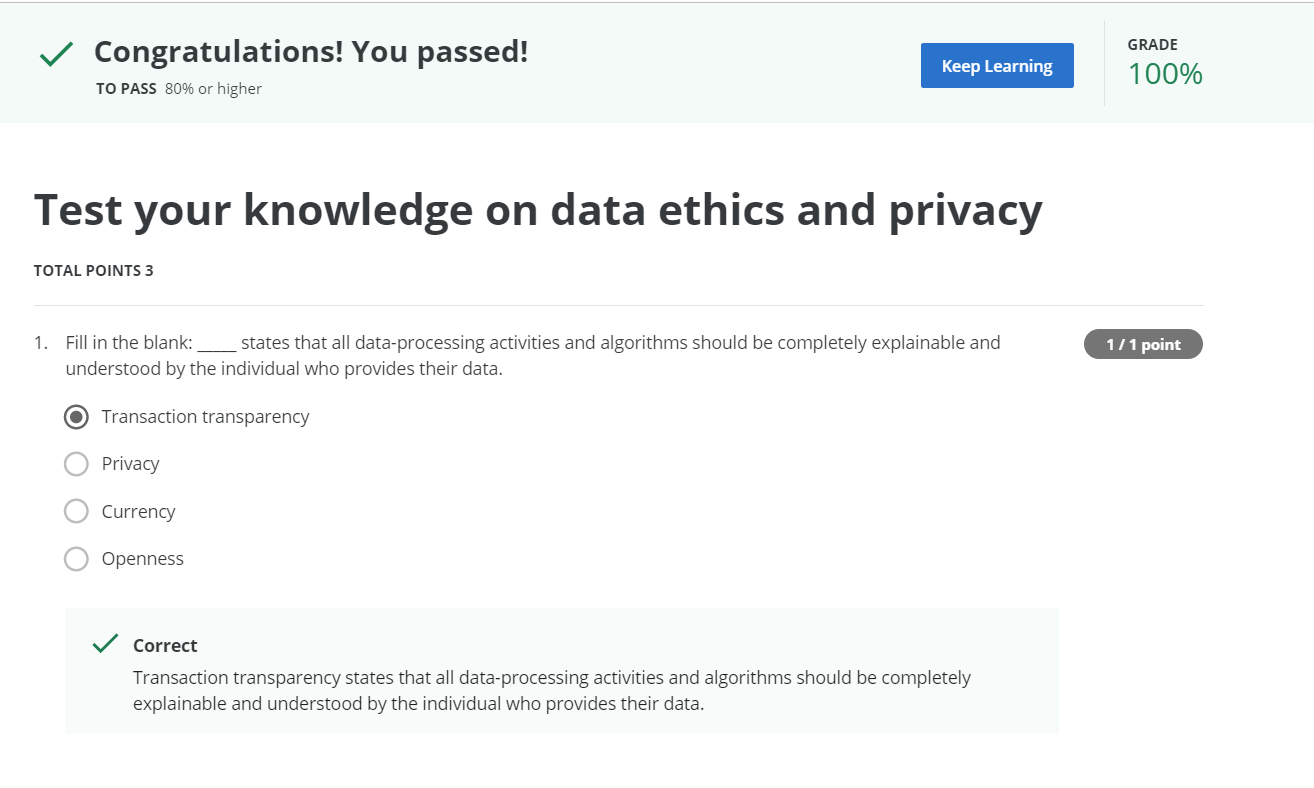 Congratulations! You passed!
TO PASS 80% or higher
Keep Learning
GRADE
100%
Test your knowledge on data ethics and privacy
TOTAL POINTS 3
1. Fill in the blank: _____ states that all data-processing activities and algorithms should be completely explainable and
understood by the individual who provides their data.
1 / 1 point
Transaction transparency
Privacy
Currency
Openness
Correct
Transaction transparency states that all data-processing activities and algorithms should be completely
explainable and understood by the individual who provides their data.